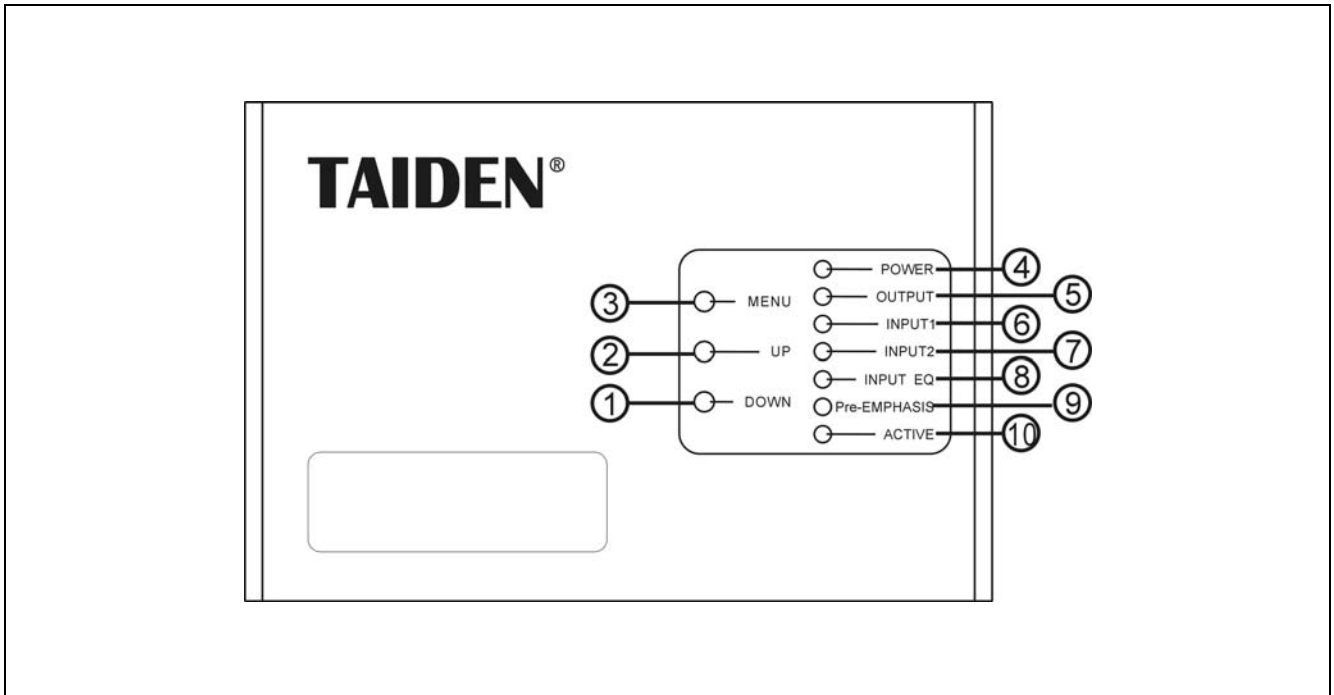 TAIDEN®
POWER ④
OUTPUT ⑤
③ MENU
INPUT1 ⑥
② UP
INPUT2 ⑦
INPUT EQ ⑧
① DOWN
Pre-EMPHASIS ⑨
ACTIVE ⑩